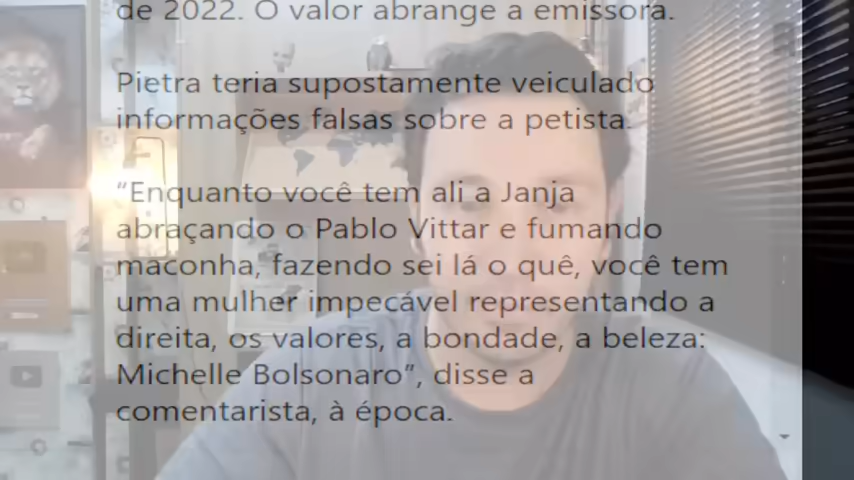 de 2022. O valor abrange a emissora.
Pietra teria supostamente veiculado
informações falsas sobre a petista.
“Enquanto você tem ali a Janja
abraçando o Pablo Vittar e fumando
maconha, fazendo sei lá o quê, você tem
uma mulher impecável representando a
direita, os valores, a bondade, a beleza:
Michelle Bolsonaro”, disse a
comentarista, à época.